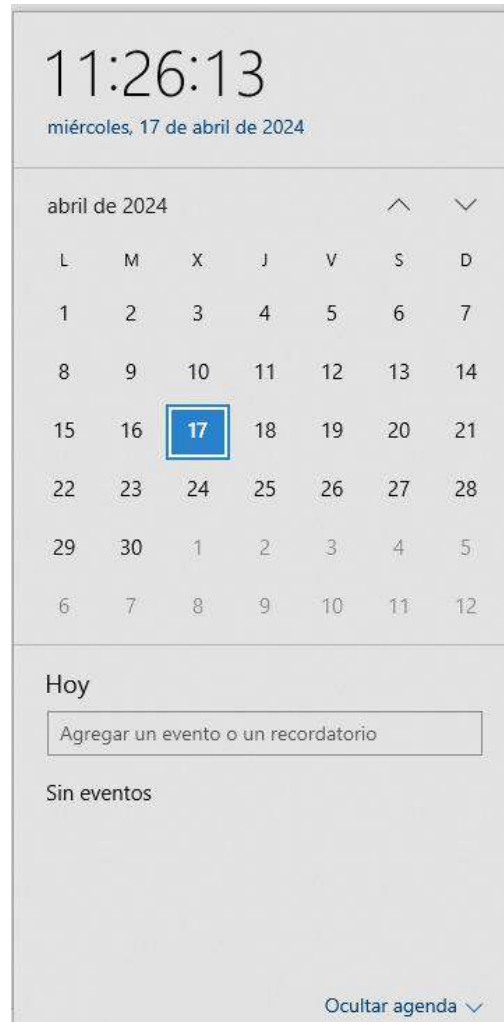 11:26:13
miércoles, 17 de abril de 2024
abril de 2024
L M X J V S D
1 2 3 4 5 6 7
8 9 10 11 12 13 14
15 16 17 18 19 20 21
22 23 24 25 26 27 28
29 30 1 2 3 4 5
6 7 8 9 10 11 12
Hoy
Agregar un evento o un recordatorio
Sin eventos
Ocultar agenda